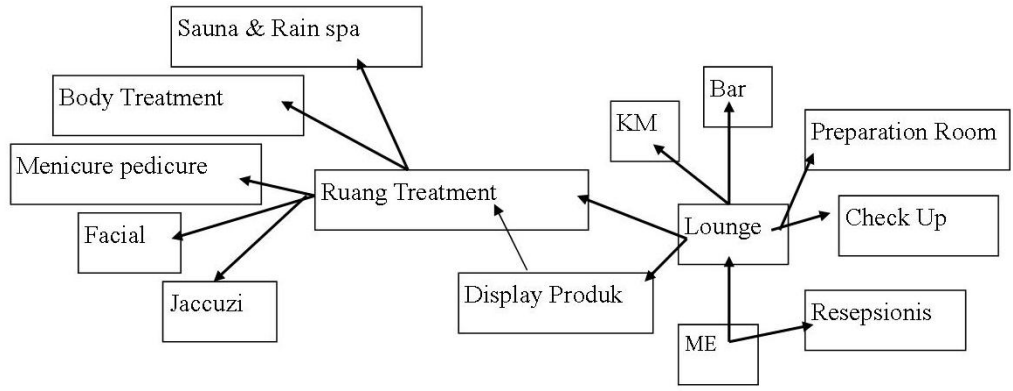 Sauna & Rain spa
Body Treatment
Bar
KM
Preparation Room
Menicure pedicure
Ruang Treatment
Facial
Lounge
Check Up
Jaccuzi
Display Produk
Resepsionis
ME